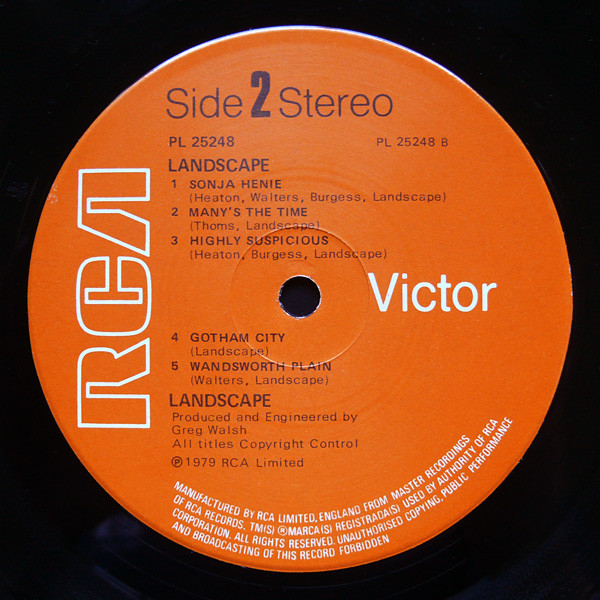 Side 2 Stereo
PL 25248
PL 25248 B
LANDSCAPE
1 SONJA HENIE
(Heaton, Walters, Burgess, Landscape)
2 MANY'S THE TIME
(Thoms, Landscape)
3 HIGHLY SUSPICIOUS
(Heaton, Burgess, Landscape)
RCA
Victor
4 GOTHAM CITY
(Landscape)
5 WANDSWORTH PLAIN
(Walters, Landscape)
LANDSCAPE
Produced and Engineered by
Greg Walsh
All titles Copyright Control
℗ 1979 RCA Limited
MANUFACTURED BY RCA LIMITED, ENGLAND FROM MASTER RECORDINGS
OF RCA RECORDS. TM(S) ® MARCA(S) REGISTRADA(S) USED BY AUTHORITY OF RCA
CORPORATION. ALL RIGHTS RESERVED. UNAUTHORISED COPYING, PUBLIC PERFORMANCE
AND BROADCASTING OF THIS RECORD FORBIDDEN